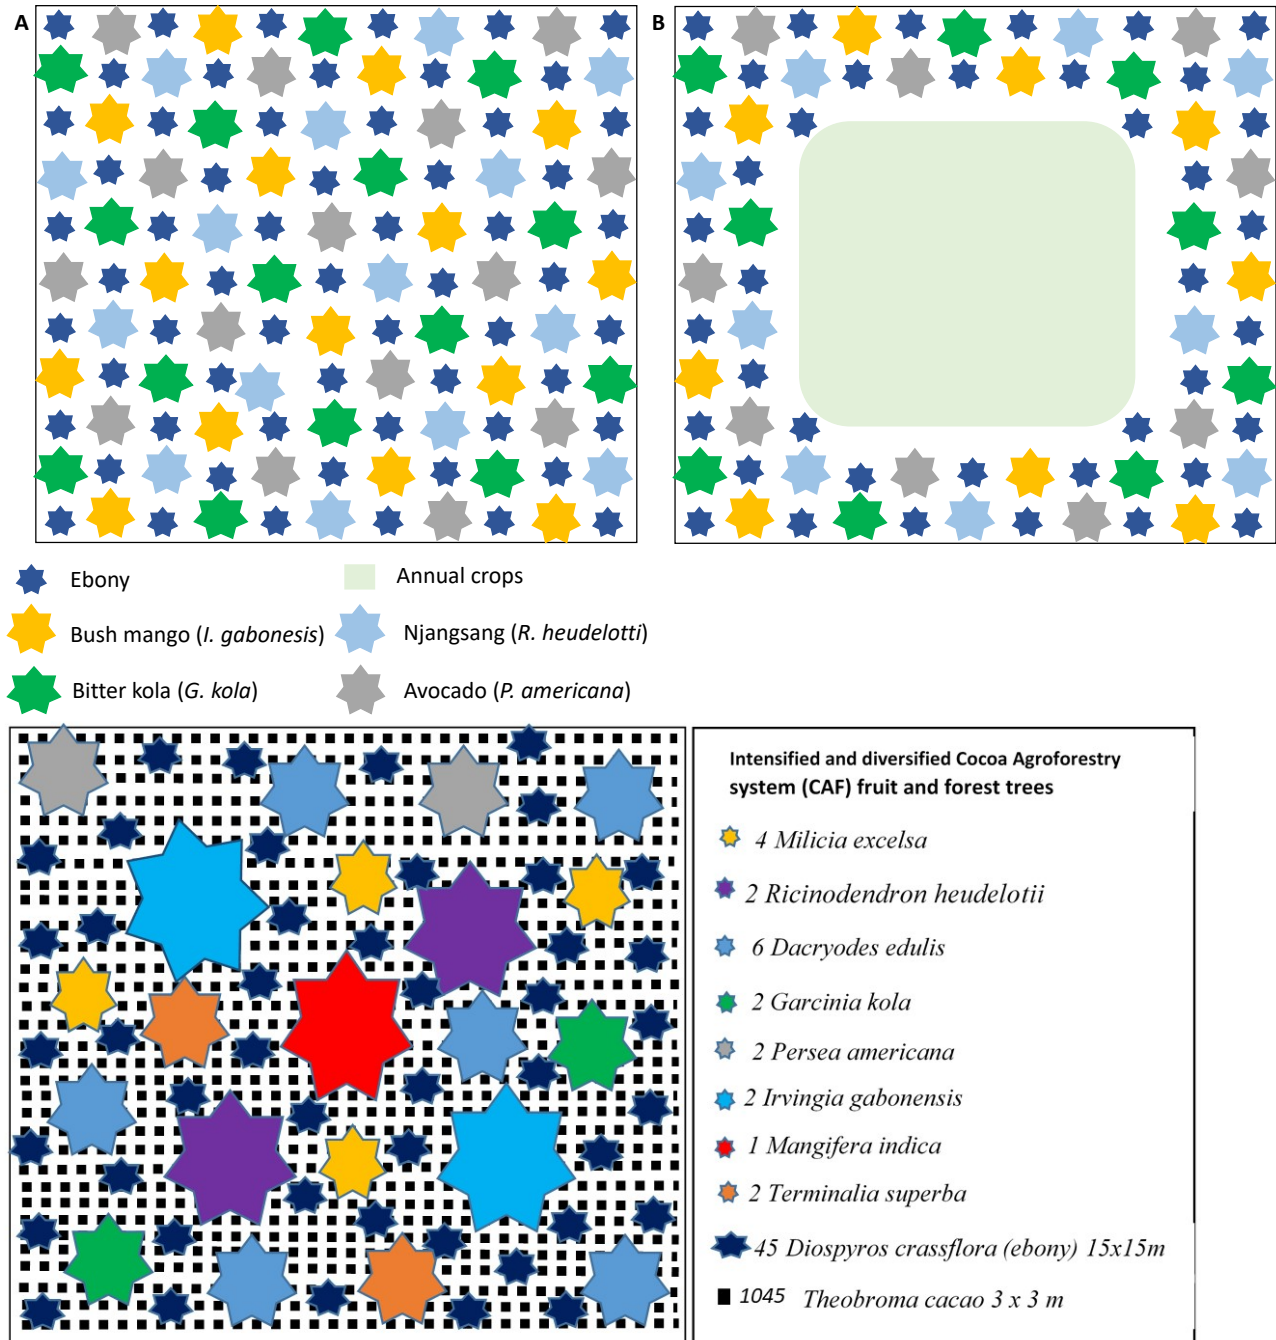 A
B
Ebony
Annual crops
Bush mango (I. gabonesis)
Njangsang (R. heudelotti)
Bitter kola (G. kola)
Avocado (P. americana)
Intensified and diversified Cocoa Agroforestry
system (CAF) fruit and forest trees
4 Milicia excelsa
2 Ricinodendron heudelotii
6 Dacryodes edulis
2 Garcinia kola
2 Persea americana
2 Irvingia gabonensis
1 Mangifera indica
2 Terminalia superba
45 Diospyros crassflora (ebony) 15x15m
1045 Theobroma cacao 3 x 3 m